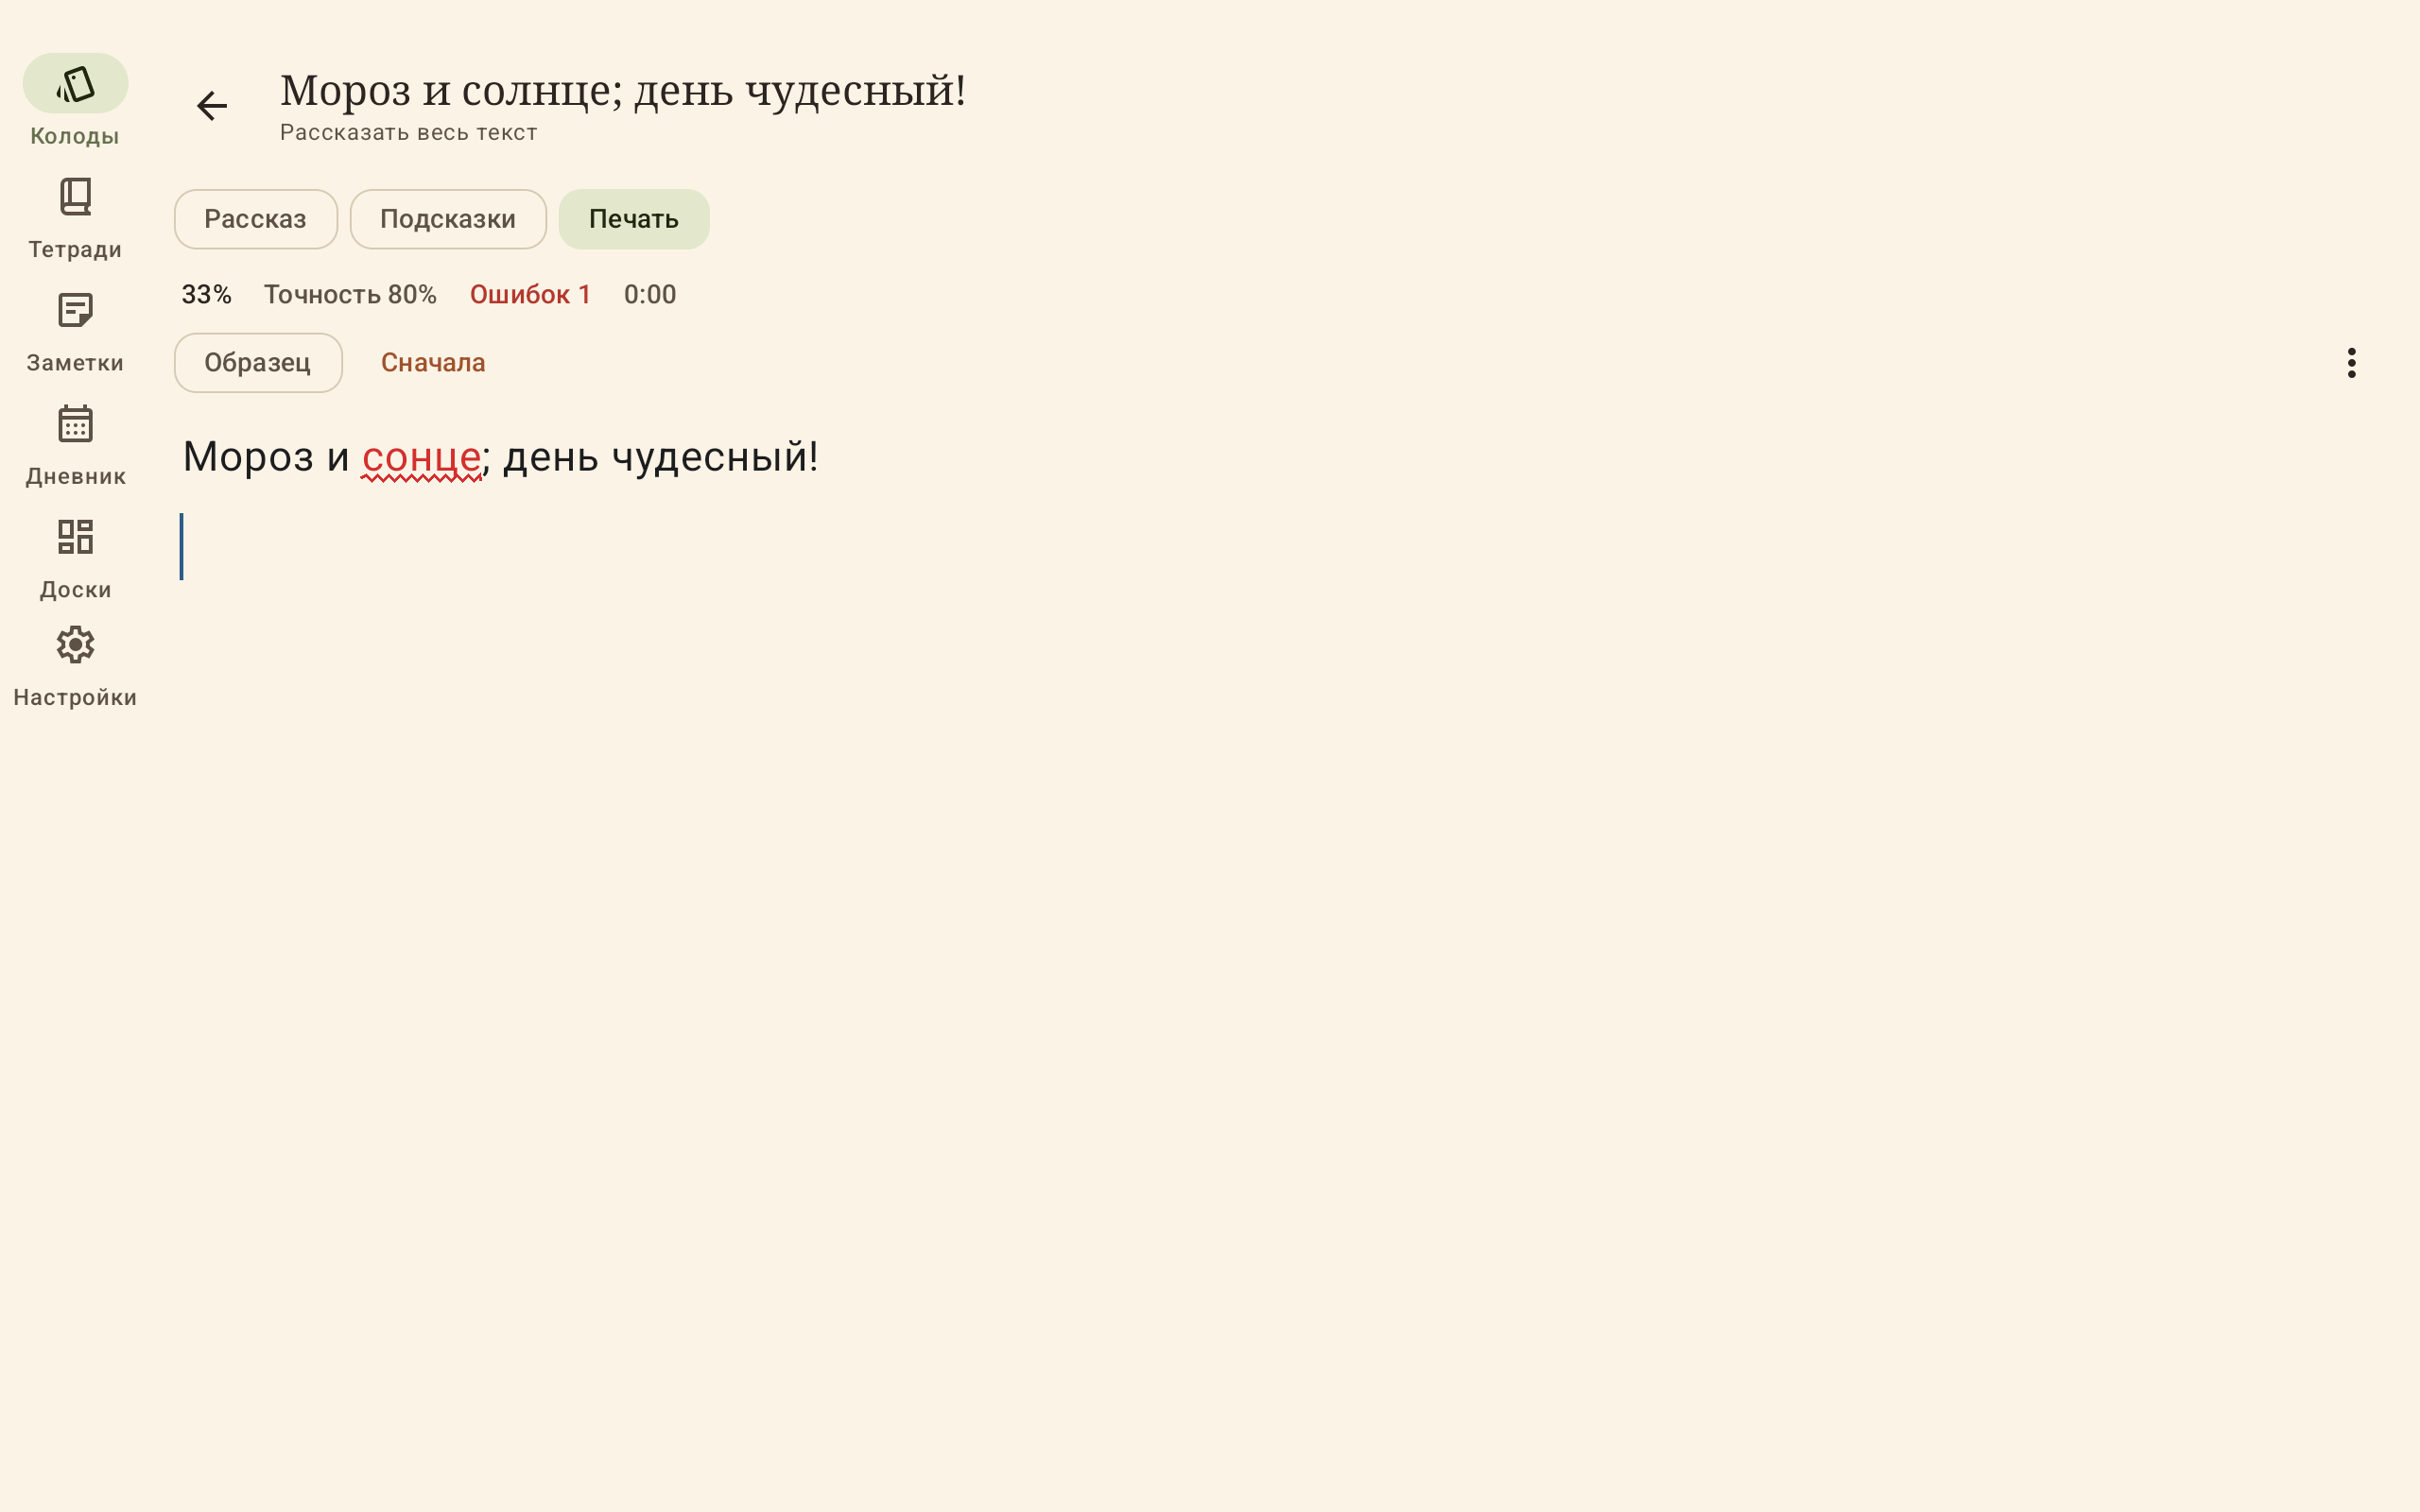 Колоды
Тетради
Заметки
Дневник
Доски
Настройки
Мороз и солнце; день чудесный!
Рассказать весь текст
Рассказ
Подсказки
Печать
33% Точность 80% Ошибок 1 0:00
Образец
Сначала
Мороз и сонце; день чудесный!